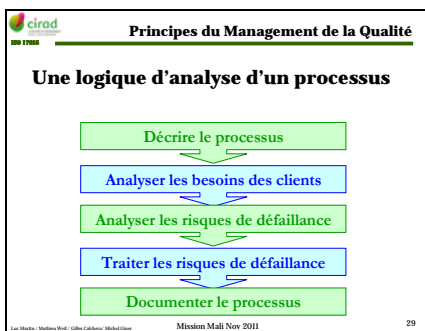 cirad
Principes du Management de la Qualité
ISO 17025
Une logique d'analyse d'un processus
Décrire le processus
Analyser les besoins des clients
Analyser les risques de défaillance
Traiter les risques de défaillance
Documenter le processus
Luc Martin / Mathieu Weil / Gilles Caldeira/ Michel Giner
Mission Mali Nov 2011
29